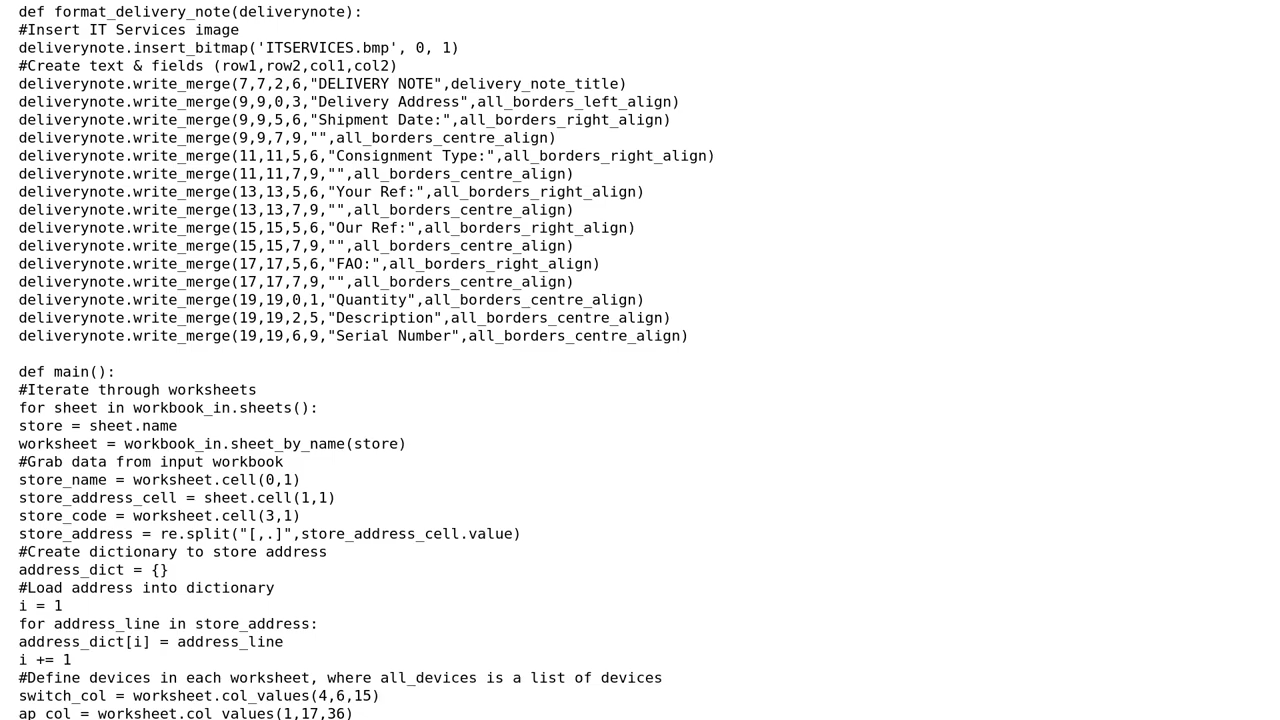 def format_delivery_note(deliverynote):
#Insert IT Services image
deliverynote.insert_bitmap('ITSERVICES.bmp', 0, 1)
#Create text & fields (row1,row2,col1,col2)
deliverynote.write_merge(7,7,2,6,"DELIVERY NOTE",delivery_note_title)
deliverynote.write_merge(9,9,0,3,"Delivery Address",all_borders_left_align)
deliverynote.write_merge(9,9,5,6,"Shipment Date:",all_borders_right_align)
deliverynote.write_merge(9,9,7,9,"",all_borders_centre_align)
deliverynote.write_merge(11,11,5,6,"Consignment Type:",all_borders_right_align)
deliverynote.write_merge(11,11,7,9,"",all_borders_centre_align)
deliverynote.write_merge(13,13,5,6,"Your Ref:",all_borders_right_align)
deliverynote.write_merge(13,13,7,9,"",all_borders_centre_align)
deliverynote.write_merge(15,15,5,6,"Our Ref:",all_borders_right_align)
deliverynote.write_merge(15,15,7,9,"",all_borders_centre_align)
deliverynote.write_merge(17,17,5,6,"FAO:",all_borders_right_align)
deliverynote.write_merge(17,17,7,9,"",all_borders_centre_align)
deliverynote.write_merge(19,19,0,1,"Quantity",all_borders_centre_align)
deliverynote.write_merge(19,19,2,5,"Description",all_borders_centre_align)
deliverynote.write_merge(19,19,6,9,"Serial Number",all_borders_centre_align)

def main():
#Iterate through worksheets
for sheet in workbook_in.sheets():
store = sheet.name
worksheet = workbook_in.sheet_by_name(store)
#Grab data from input workbook
store_name = worksheet.cell(0,1)
store_address_cell = sheet.cell(1,1)
store_code = worksheet.cell(3,1)
store_address = re.split("[,.]",store_address_cell.value)
#Create dictionary to store address
address_dict = {}
#Load address into dictionary
i = 1
for address_line in store_address:
address_dict[i] = address_line
i += 1
#Define devices in each worksheet, where all_devices is a list of devices
switch_col = worksheet.col_values(4,6,15)
ap_col = worksheet.col_values(1,17,36)